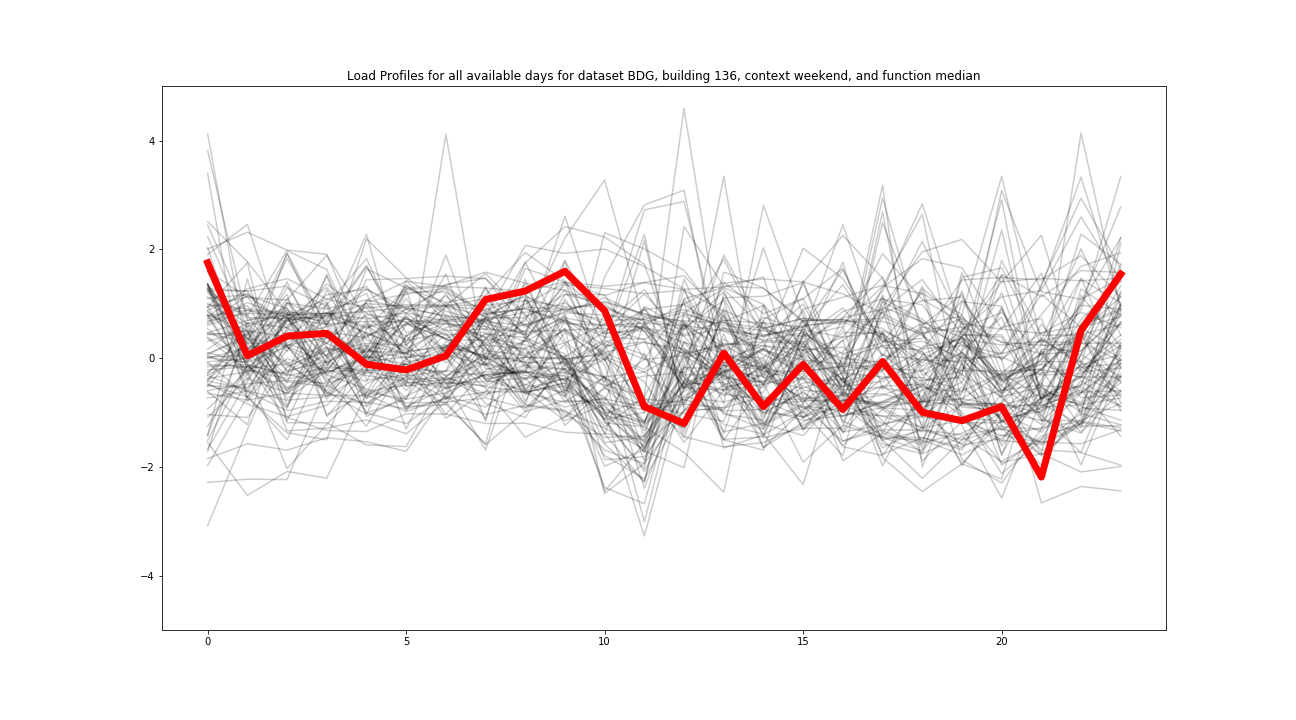 Load Profiles for all available days for dataset BDG, building 136, context weekend, and function median
4
2
0
−2
−4
0 5 10 15 20